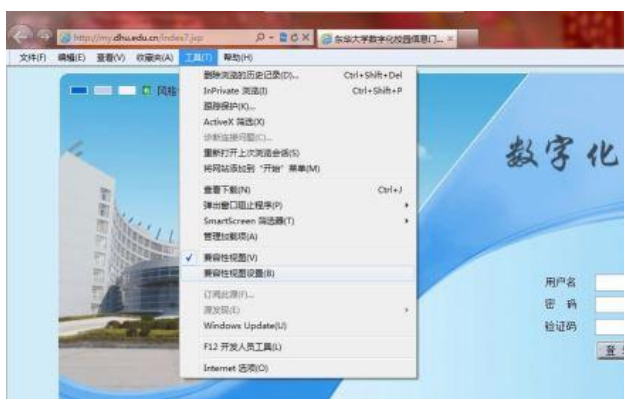 http://my.dhu.edu.cn/index7.jsp
东华大学数字化校园信息门...
文件(F) 编辑(E) 查看(V) 收藏夹(A) 工具(T) 帮助(H)
风格
删除浏览的历史记录(D)... Ctrl+Shift+Del
InPrivate 浏览(I) Ctrl+Shift+P
跟踪保护(K)...
ActiveX 筛选(X)
诊断连接问题(C)...
重新打开上次浏览会话(S)
将网站添加到“开始”菜单(M)
查看下载(N) Ctrl+J
弹出窗口阻止程序(P)
SmartScreen 筛选器(T)
管理加载项(A)
兼容性视图(V)
兼容性视图设置(B)
订阅此源(F)...
源发现(E)
Windows Update(U)
F12 开发人员工具(L)
Internet 选项(O)
数字化
用户名
密 码
验证码
登